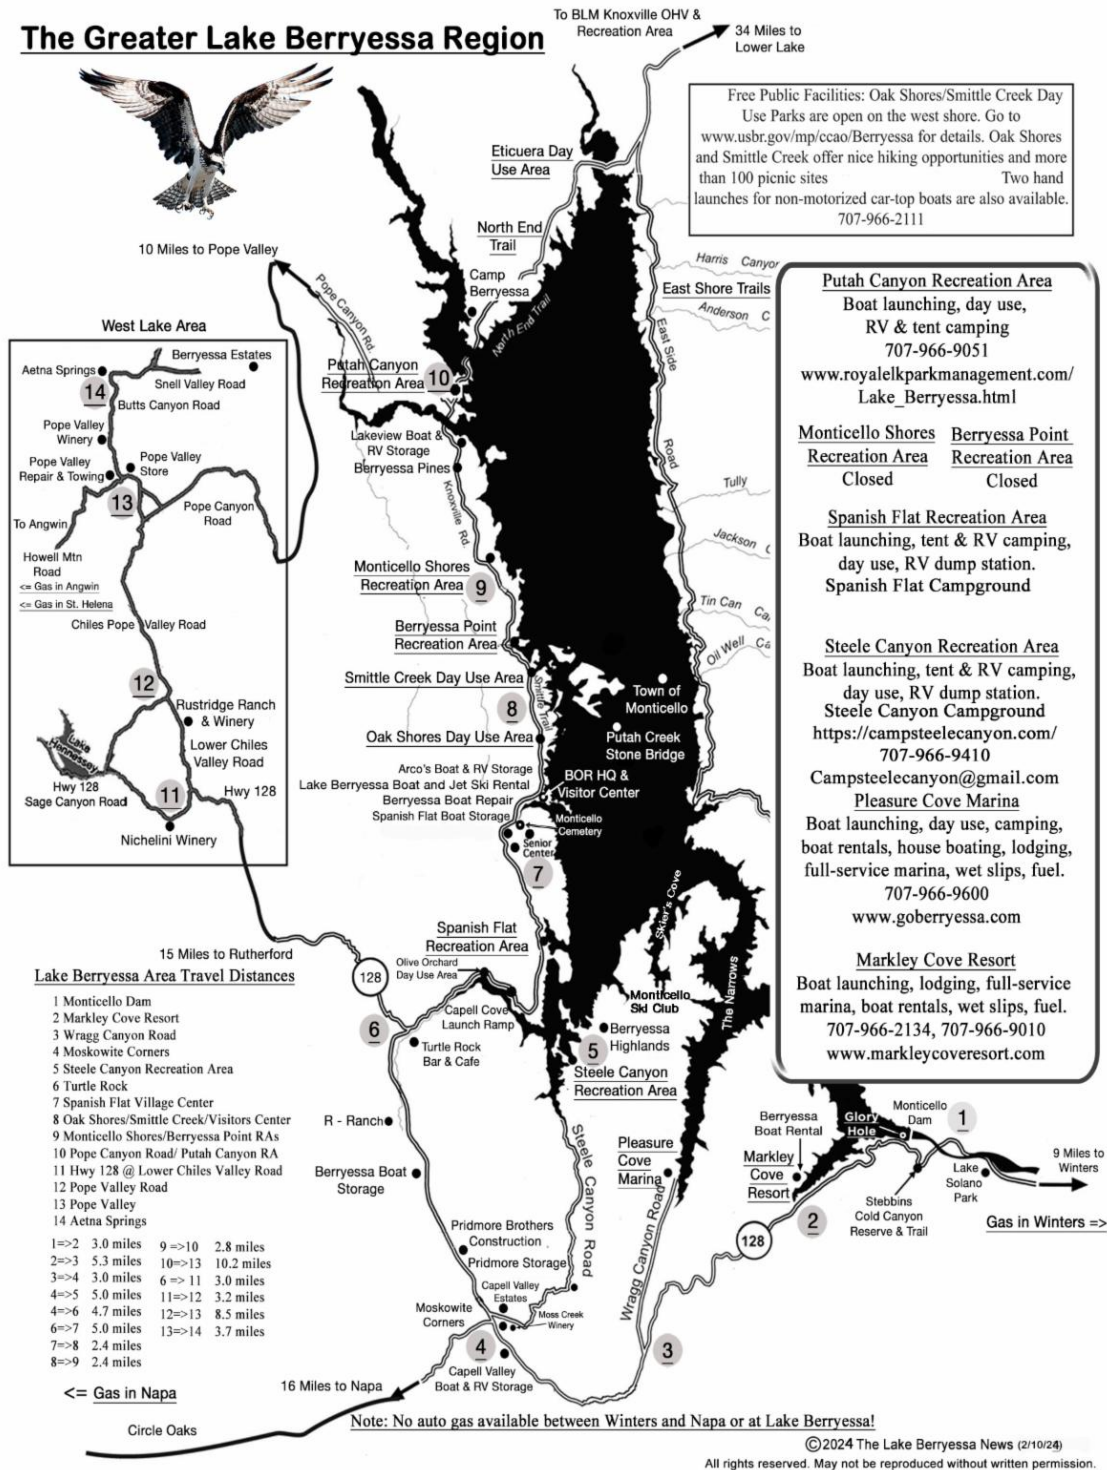 The Greater Lake Berryessa Region
To BLM Knoxville OHV &
Recreation Area
34 Miles to
Lower Lake
Free Public Facilities: Oak Shores/Smittle Creek Day
Use Parks are open on the west shore. Go to
www.usbr.gov/mp/ccao/Berryessa for details. Oak Shores
and Smittle Creek offer nice hiking opportunities and more
than 100 picnic sites Two hand
launches for non-motorized car-top boats are also available.
707-966-2111
Eticuera Day
Use Area
North End
Trail
Camp
Berryessa
North End Trail
10 Miles to Pope Valley
Pope Canyon Rd.
Harris Canyon
East Shore Trails
Anderson C
East Side
Road
Putah Canyon
Recreation Area
10
Lakeview Boat &
RV Storage
Berryessa Pines
Knoxville Rd.
Tully
Jackson C
Tin Can Ca
Oil Well Ca
Monticello Shores
Recreation Area
9
Berryessa Point
Recreation Area
Smittle Creek Day Use Area
Smittle Trail
8
Oak Shores Day Use Area
Town of
Monticello
Putah Creek
Stone Bridge
Arco's Boat & RV Storage
Lake Berryessa Boat and Jet Ski Rental
Berryessa Boat Repair
Spanish Flat Boat Storage
BOR HQ &
Visitor Center
Monticello
Cemetery
Senior
Center
7
West Lake Area
Aetna Springs
14
Berryessa Estates
Snell Valley Road
Butts Canyon Road
Pope Valley
Winery
Pope Valley
Repair & Towing
Pope Valley
Store
13
Pope Canyon
Road
To Angwin
Howell Mtn
Road
<= Gas in Angwin
<= Gas in St. Helena
Chiles Pope Valley Road
12
Rustridge Ranch
& Winery
Lower Chiles
Valley Road
Lake
Hennessey
Hwy 128
Sage Canyon Road
11
Hwy 128
Nichelini Winery
15 Miles to Rutherford
128
Spanish Flat
Recreation Area
Olive Orchard
Day Use Area
Capell Cove
Launch Ramp
6
Turtle Rock
Bar & Cafe
Skier's Cove
Monticello
Ski Club
The Narrows
Berryessa
Highlands
5
Steele Canyon
Recreation Area
R - Ranch
Berryessa Boat
Storage
Steele Canyon Road
Pleasure
Cove
Marina
Wragg Canyon Road
Pridmore Brothers
Construction
Pridmore Storage
Capell Valley
Estates
Moss Creek
Winery
Moskowite
Corners
4
Capell Valley
Boat & RV Storage
3
16 Miles to Napa
Circle Oaks
Putah Canyon Recreation Area
Boat launching, day use,
RV & tent camping
707-966-9051
www.royalelkparkmanagement.com/
Lake_Berryessa.html
Monticello Shores
Recreation Area
Closed
Berryessa Point
Recreation Area
Closed
Spanish Flat Recreation Area
Boat launching, tent & RV camping,
day use, RV dump station.
Spanish Flat Campground
Steele Canyon Recreation Area
Boat launching, tent & RV camping,
day use, RV dump station.
Steele Canyon Campground
https://campsteelecanyon.com/
707-966-9410
Campsteelecanyon@gmail.com
Pleasure Cove Marina
Boat launching, day use, camping,
boat rentals, house boating, lodging,
full-service marina, wet slips, fuel.
707-966-9600
www.goberryessa.com
Markley Cove Resort
Boat launching, lodging, full-service
marina, boat rentals, wet slips, fuel.
707-966-2134, 707-966-9010
www.markleycoveresort.com
Berryessa
Boat Rental
Glory
Hole
Monticello
Dam
1
Markley
Cove
Resort
2
128
Lake
Solano
Park
Stebbins
Cold Canyon
Reserve & Trail
9 Miles to
Winters
Gas in Winters =>
Lake Berryessa Area Travel Distances
1 Monticello Dam
2 Markley Cove Resort
3 Wragg Canyon Road
4 Moskowite Corners
5 Steele Canyon Recreation Area
6 Turtle Rock
7 Spanish Flat Village Center
8 Oak Shores/Smittle Creek/Visitors Center
9 Monticello Shores/Berryessa Point RAs
10 Pope Canyon Road/ Putah Canyon RA
11 Hwy 128 @ Lower Chiles Valley Road
12 Pope Valley Road
13 Pope Valley
14 Aetna Springs
1=>2 3.0 miles
2=>3 5.3 miles
3=>4 3.0 miles
4=>5 5.0 miles
4=>6 4.7 miles
6=>7 5.0 miles
7=>8 2.4 miles
8=>9 2.4 miles
9 =>10 2.8 miles
10=>13 10.2 miles
6 => 11 3.0 miles
11=>12 3.2 miles
12=>13 8.5 miles
13=>14 3.7 miles
<= Gas in Napa
Note: No auto gas available between Winters and Napa or at Lake Berryessa!
©2024 The Lake Berryessa News (2/10/24)
All rights reserved. May not be reproduced without written permission.